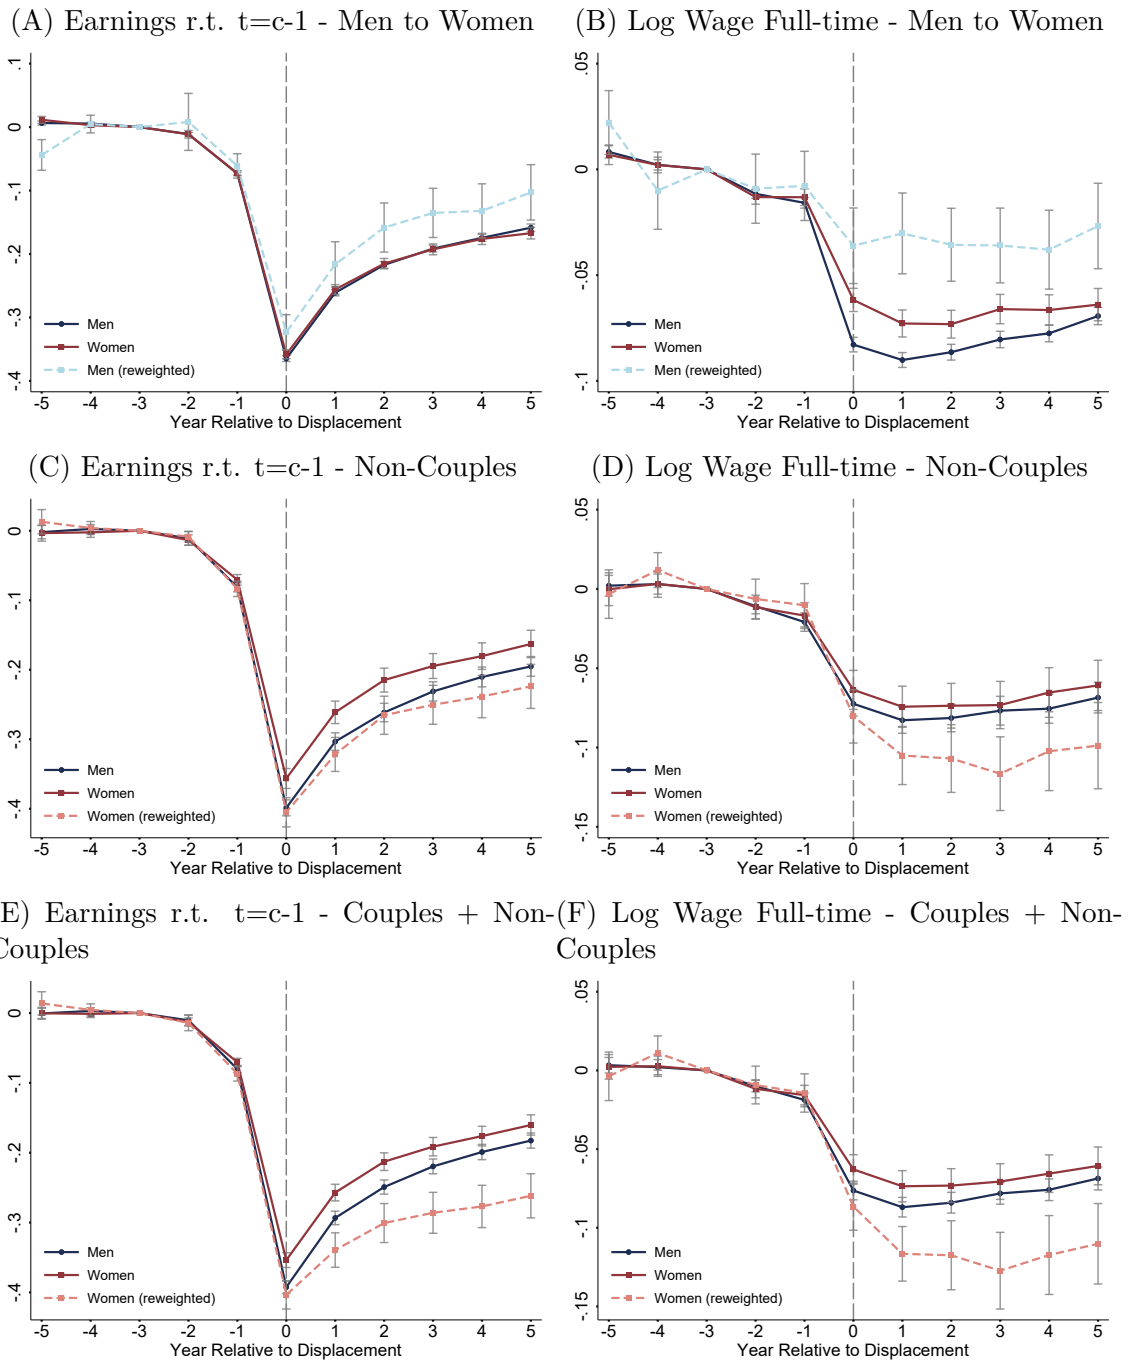 (A) Earnings r.t. t=c-1 - Men to Women
.1
0
-.1
-.2
-.3
-.4
Men
Women
Men (reweighted)
-5 -4 -3 -2 -1 0 1 2 3 4 5
Year Relative to Displacement
(B) Log Wage Full-time - Men to Women
.05
0
-.05
-.1
Men
Women
Men (reweighted)
-5 -4 -3 -2 -1 0 1 2 3 4 5
Year Relative to Displacement
(C) Earnings r.t. t=c-1 - Non-Couples
0
-.1
-.2
-.3
-.4
Men
Women
Women (reweighted)
-5 -4 -3 -2 -1 0 1 2 3 4 5
Year Relative to Displacement
(D) Log Wage Full-time - Non-Couples
.05
0
-.05
-.1
-.15
Men
Women
Women (reweighted)
-5 -4 -3 -2 -1 0 1 2 3 4 5
Year Relative to Displacement
E) Earnings r.t. t=c-1 - Couples + Non-
Couples
0
-.1
-.2
-.3
-.4
Men
Women
Women (reweighted)
-5 -4 -3 -2 -1 0 1 2 3 4 5
Year Relative to Displacement
(F) Log Wage Full-time - Couples + Non-
Couples
.05
0
-.05
-.1
-.15
Men
Women
Women (reweighted)
-5 -4 -3 -2 -1 0 1 2 3 4 5
Year Relative to Displacement